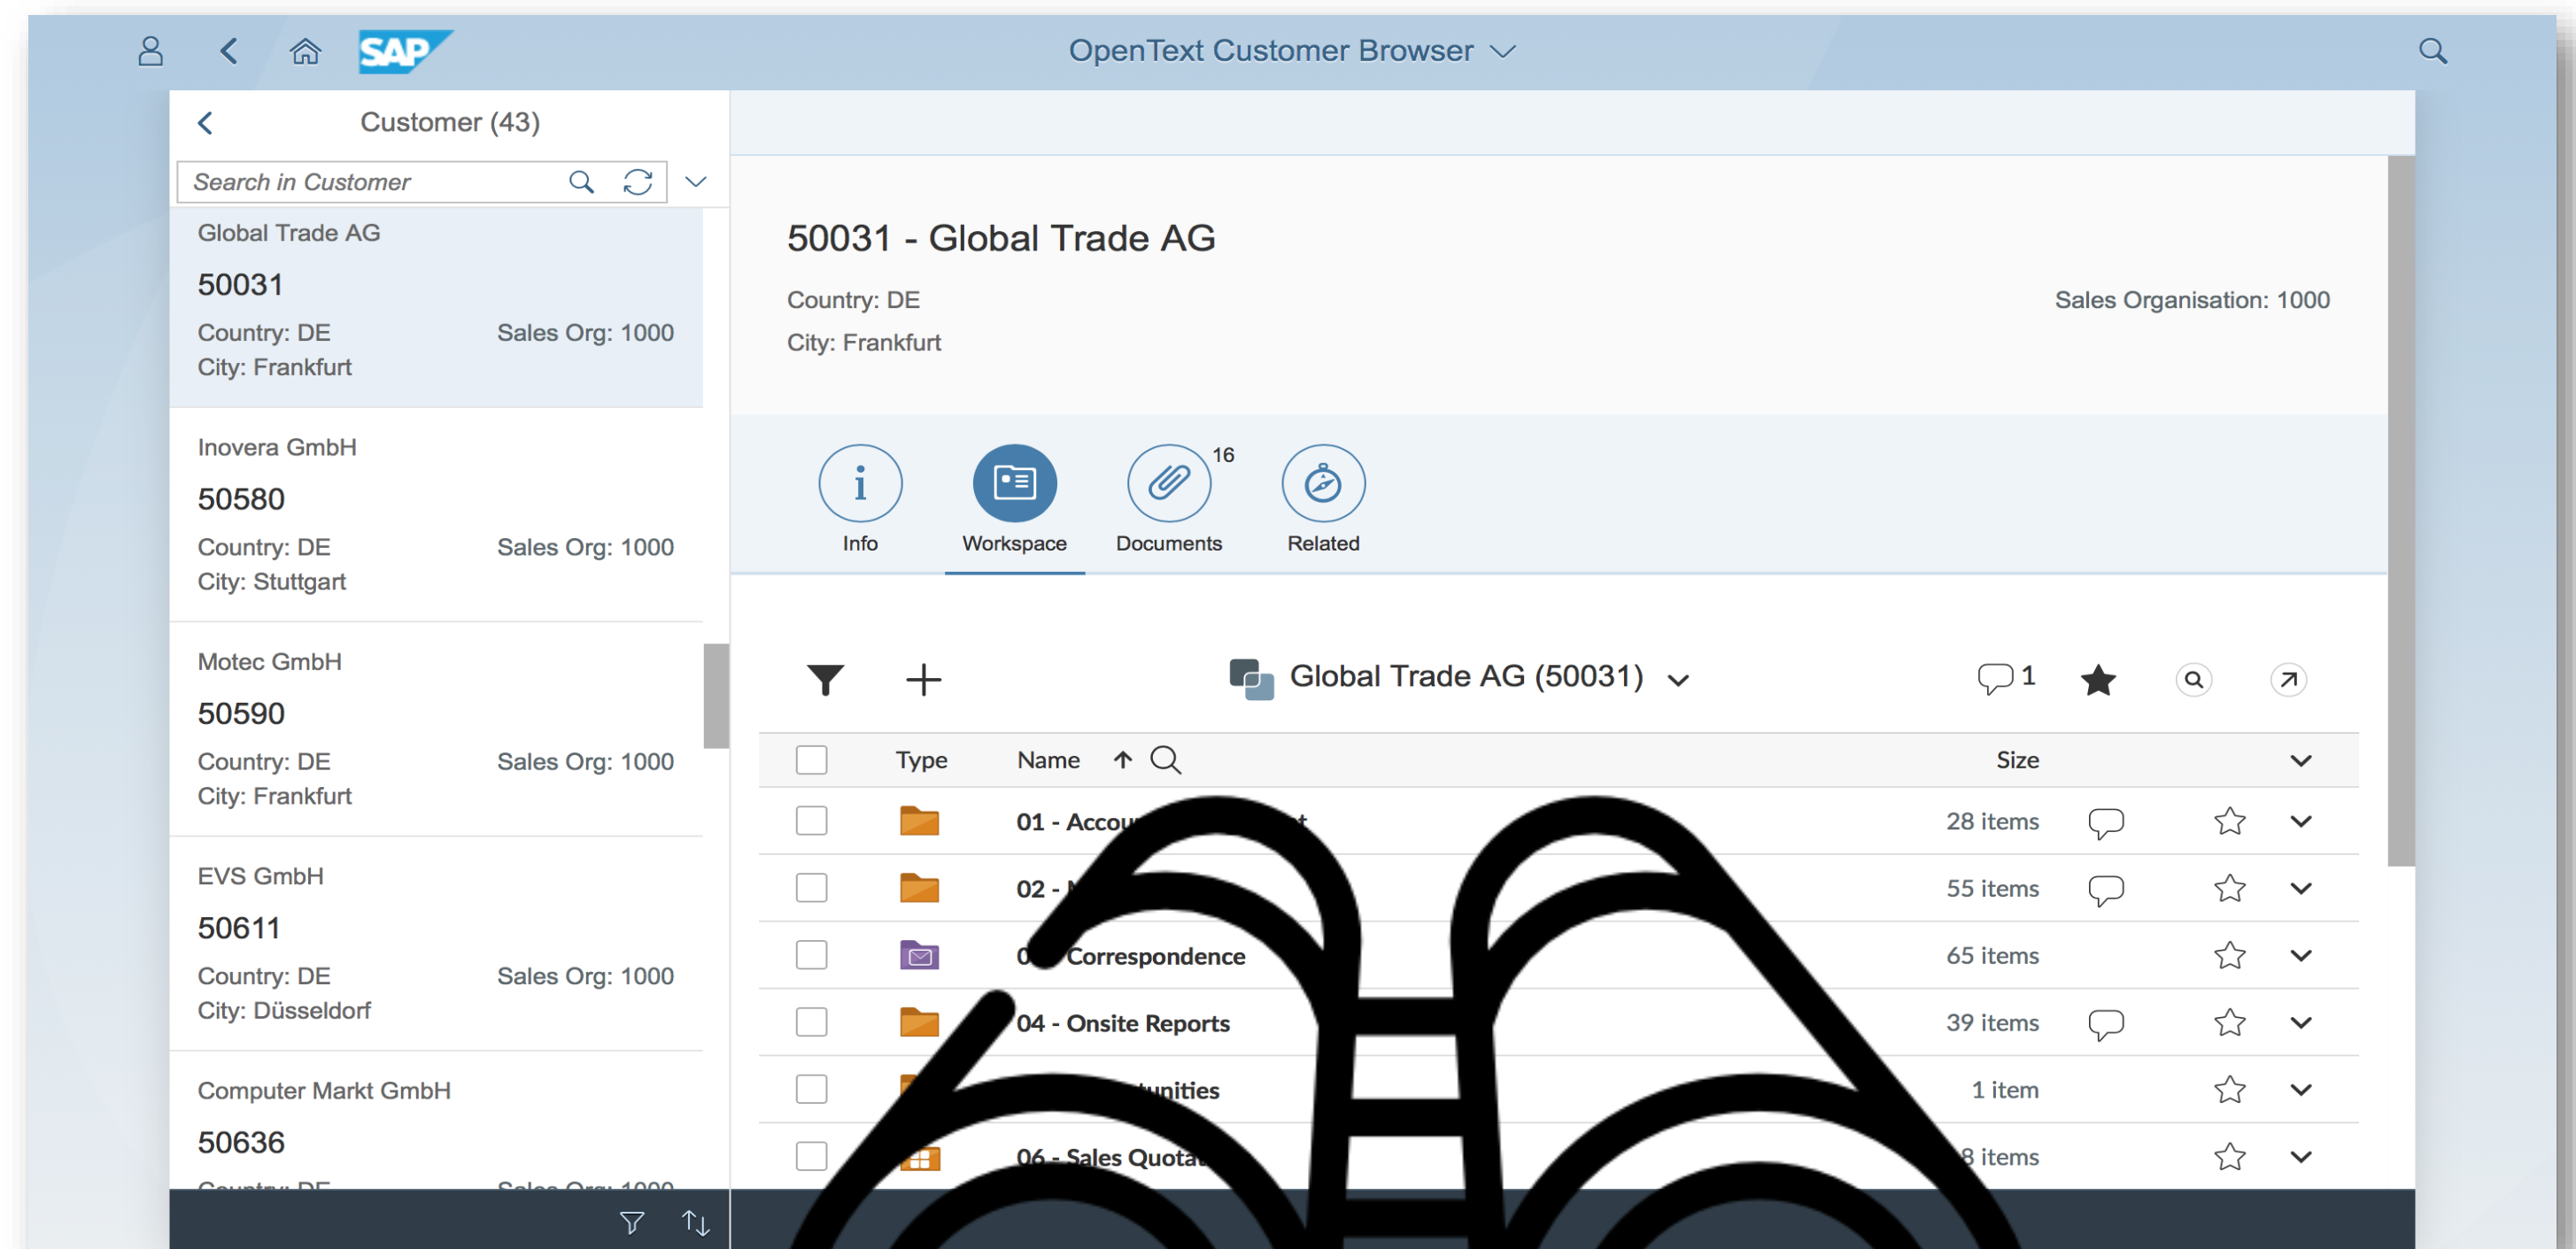 SAP
OpenText Customer Browser
Customer (43)
Search in Customer
Global Trade AG
50031
Country: DE Sales Org: 1000
City: Frankfurt
Inovera GmbH
50580
Country: DE Sales Org: 1000
City: Stuttgart
Motec GmbH
50590
Country: DE Sales Org: 1000
City: Frankfurt
EVS GmbH
50611
Country: DE Sales Org: 1000
City: Düsseldorf
Computer Markt GmbH
50636
Country: DE Sales Org: 1000
50031 - Global Trade AG
Country: DE Sales Organisation: 1000
City: Frankfurt
16
Info Workspace Documents Related
Global Trade AG (50031) 1
Type Name Size
01 - 28 items
02 - 55 items
Correspondence 65 items
04 - Onsite Reports 39 items
1 item
06 - Sales items